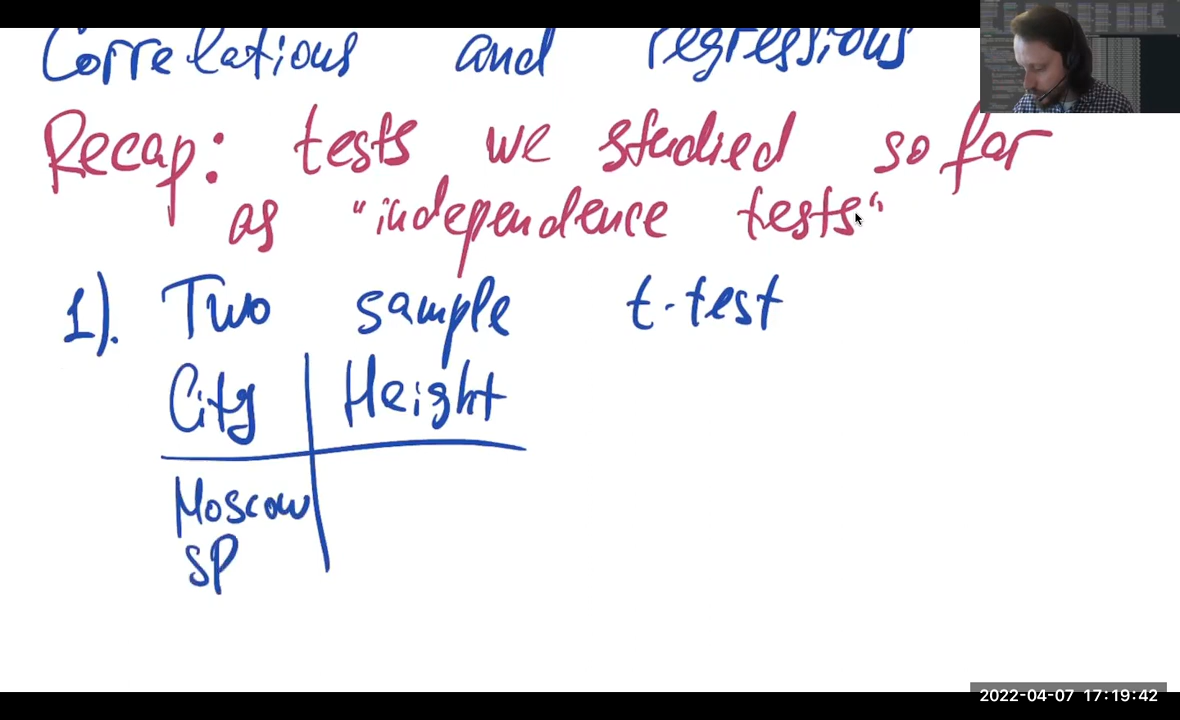 Correlations and regressions
Recap: tests we studied so far
as "independence tests"
1). Two sample t-test
City Height
Moscow
SP
2022-04-07 17:19:42